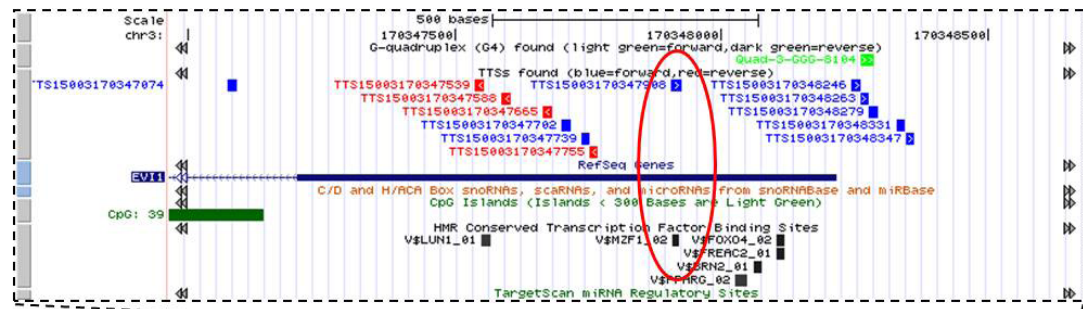 Scale 500 bases
chr3: 170347500 170348000 170348500
G-quadruplex (G4) found (light green=forward,dark green=reverse)
Quad-3-GGG-8104
TTSs found (blue=forward,red=reverse)
TTS15003170347074 TTS15003170347539 TTS15003170347908 TTS15003170348246
TTS15003170347588 TTS15003170348263
TTS15003170347665 TTS15003170348279
TTS15003170347702 TTS15003170348331
TTS15003170347739 TTS15003170348347
TTS15003170347755
RefSeq Genes
EVI1
C/D and H/ACA Box snoRNAs, scaRNAs, and microRNAs from snoRNABase and miRBase
CpG Islands (Islands < 300 Bases are Light Green)
CpG: 39
HMR Conserved Transcription Factor Binding Sites
V$LUN1_01 V$MZF1_02 V$FOXO4_02
V$FREAC2_01
V$BRN2_01
V$PPARG_02
TargetScan miRNA Regulatory Sites